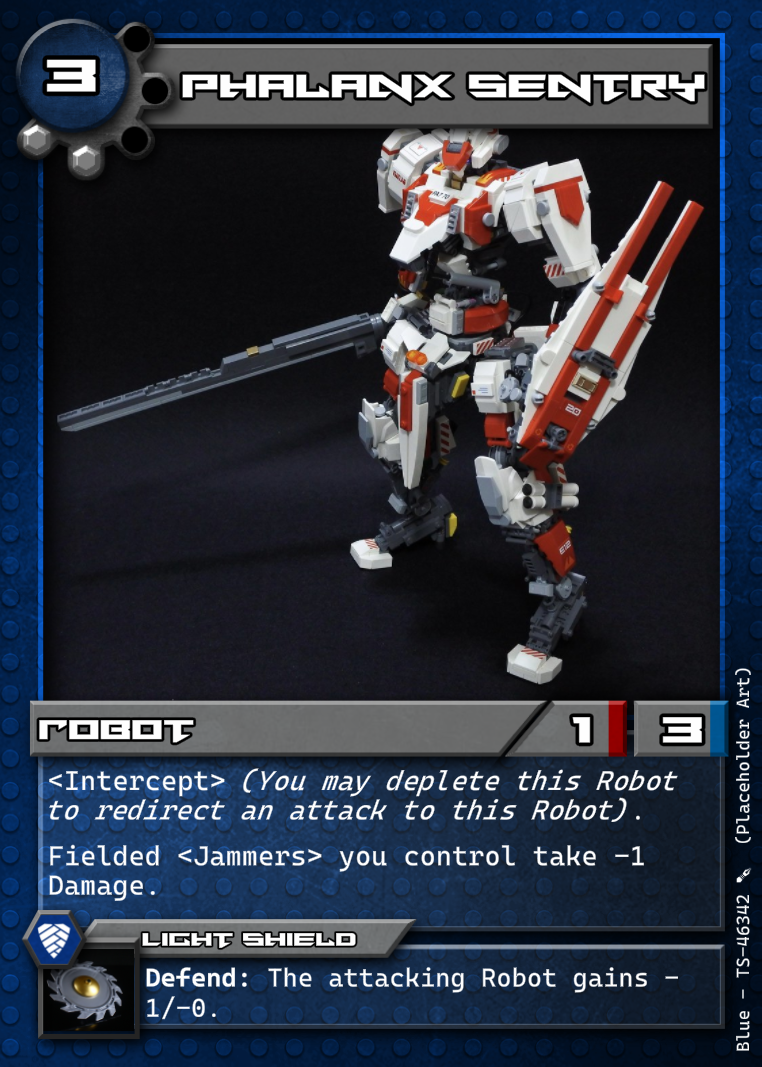 3
PHALANX SENTRY
20
ROBOT
1
3
<Intercept> (You may deplete this Robot
to redirect an attack to this Robot).
Fielded <Jammers> you control take -1
Damage.
LIGHT SHIELD
Defend: The attacking Robot gains -
1/-0.
Blue - TS-46342 (Placeholder Art)